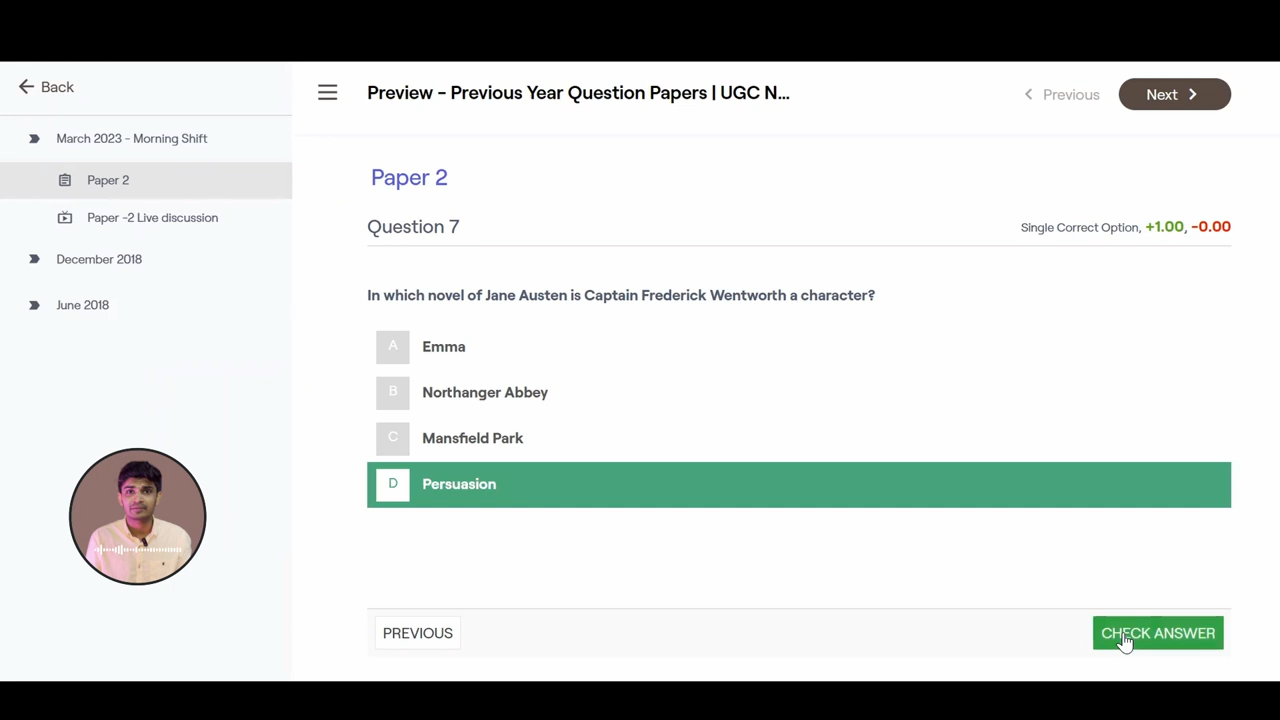 Back
Preview - Previous Year Question Papers | UGC N...
Previous
Next
March 2023 - Morning Shift
Paper 2
Paper -2 Live discussion
December 2018
June 2018
Paper 2
Question 7
Single Correct Option, +1.00, -0.00
In which novel of Jane Austen is Captain Frederick Wentworth a character?
A Emma
B Northanger Abbey
C Mansfield Park
D Persuasion
PREVIOUS
CHECK ANSWER